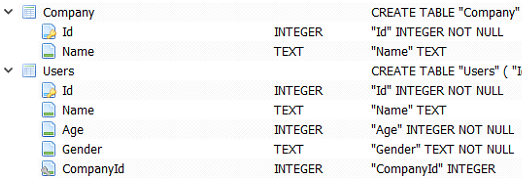 Company CREATE TABLE "Company"
Id INTEGER "Id" INTEGER NOT NULL
Name TEXT "Name" TEXT
Users CREATE TABLE "Users" ( "I
Id INTEGER "Id" INTEGER NOT NULL
Name TEXT "Name" TEXT
Age INTEGER "Age" INTEGER NOT NULL
Gender TEXT "Gender" TEXT NOT NULL
CompanyId INTEGER "CompanyId" INTEGER